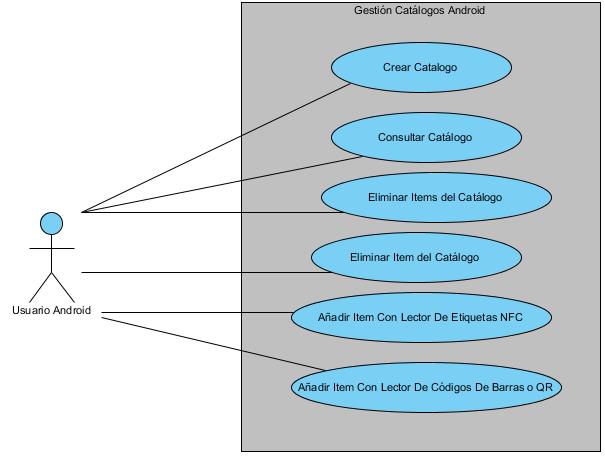 Gestión Catálogos Android
Crear Catalogo
Consultar Catálogo
Eliminar Items del Catálogo
Eliminar Item del Catálogo
Usuario Android
Añadir Item Con Lector De Etiquetas NFC
Añadir Item Con Lector De Códigos De Barras o QR